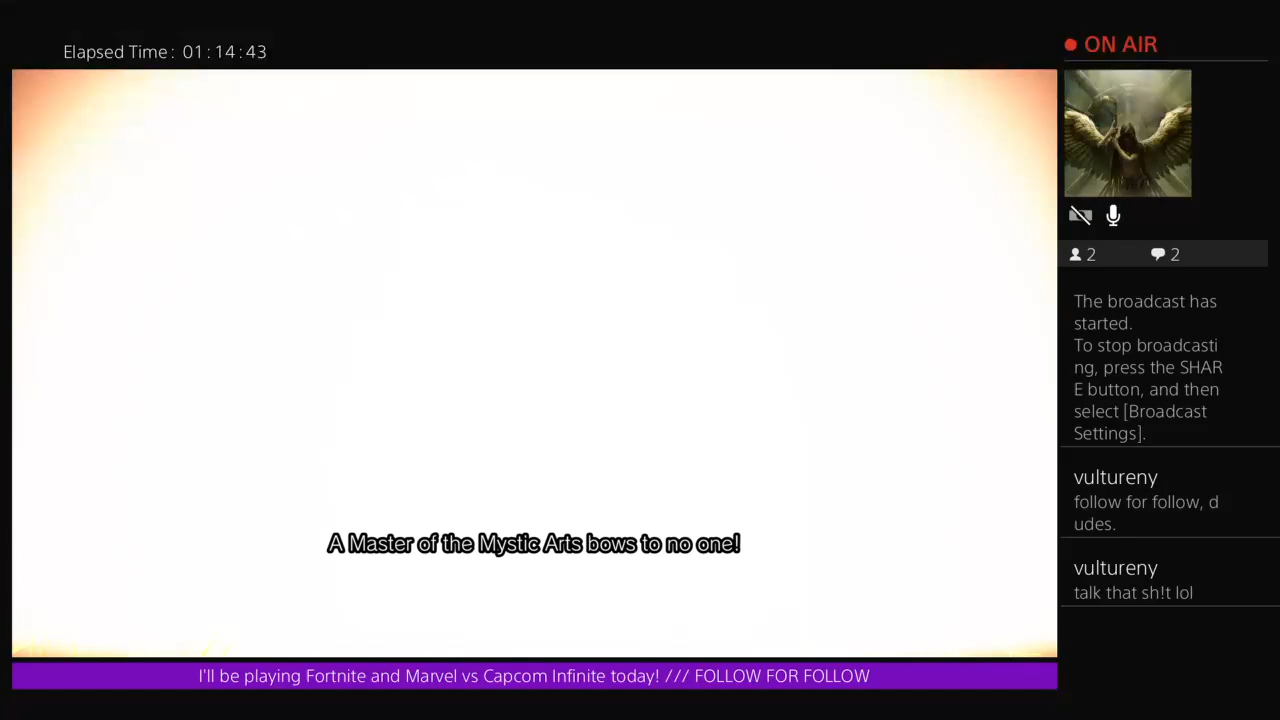 Elapsed Time: 01:14:43
ON AIR
2 2
The broadcast has
started.
To stop broadcasti
ng, press the SHAR
E button, and then
select [Broadcast
Settings].
vultureny
follow for follow, d
udes.
vultureny
talk that sh!t lol
A Master of the Mystic Arts bows to no one!
I'll be playing Fortnite and Marvel vs Capcom Infinite today! /// FOLLOW FOR FOLLOW